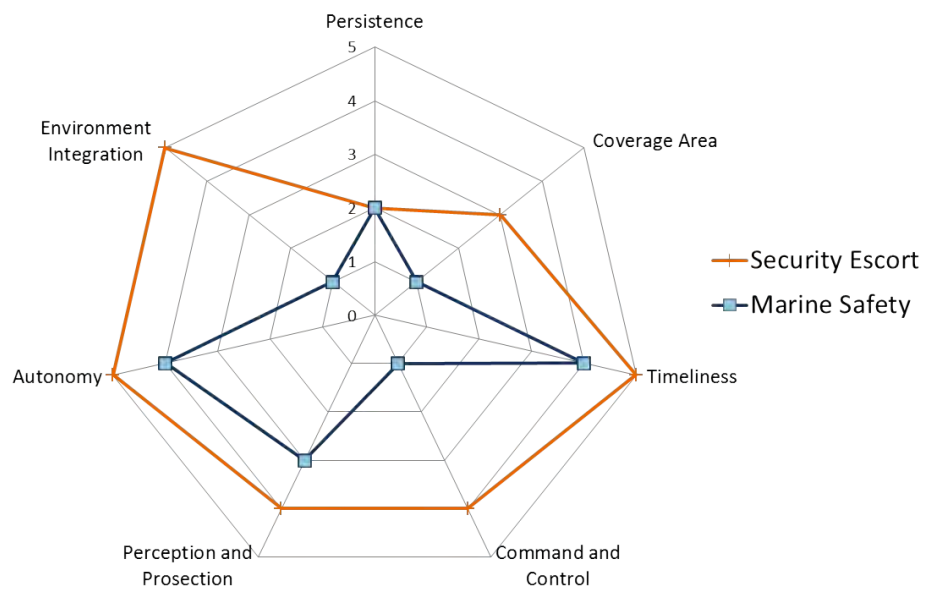 Persistence
5
4
3
2
1
0
Environment
Integration
Coverage Area
Security Escort
Marine Safety
Autonomy
Timeliness
Perception and
Prosection
Command and
Control